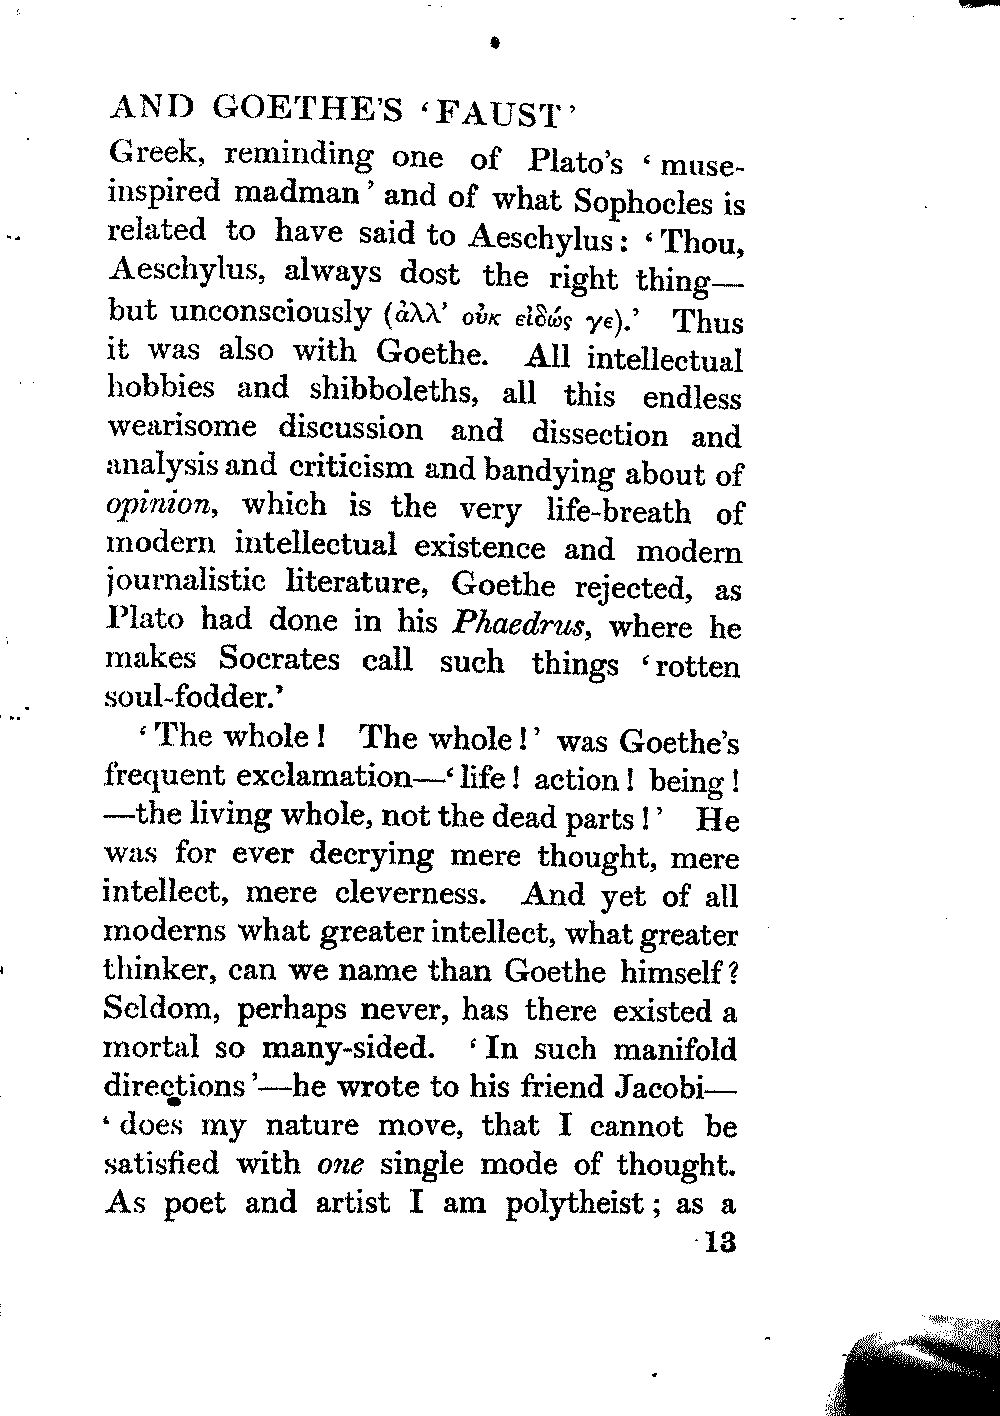 AND GOETHE'S ‘FAUST’
Greek, reminding one of Plato's ‘muse-
inspired madman’ and of what Sophocles is
related to have said to Aeschylus: ‘Thou,
Aeschylus, always dost the right thing—
but unconsciously (ἀλλ’ οὐκ εἰδώς γε).’ Thus
it was also with Goethe. All intellectual
hobbies and shibboleths, all this endless
wearisome discussion and dissection and
analysis and criticism and bandying about of
opinion, which is the very life-breath of
modern intellectual existence and modern
journalistic literature, Goethe rejected, as
Plato had done in his Phaedrus, where he
makes Socrates call such things ‘rotten
soul-fodder.’
‘The whole! The whole!’ was Goethe's
frequent exclamation—‘life! action! being!
—the living whole, not the dead parts!’ He
was for ever decrying mere thought, mere
intellect, mere cleverness. And yet of all
moderns what greater intellect, what greater
thinker, can we name than Goethe himself?
Seldom, perhaps never, has there existed a
mortal so many-sided. ‘In such manifold
directions’—he wrote to his friend Jacobi—
‘does my nature move, that I cannot be
satisfied with one single mode of thought.
As poet and artist I am polytheist; as a
13